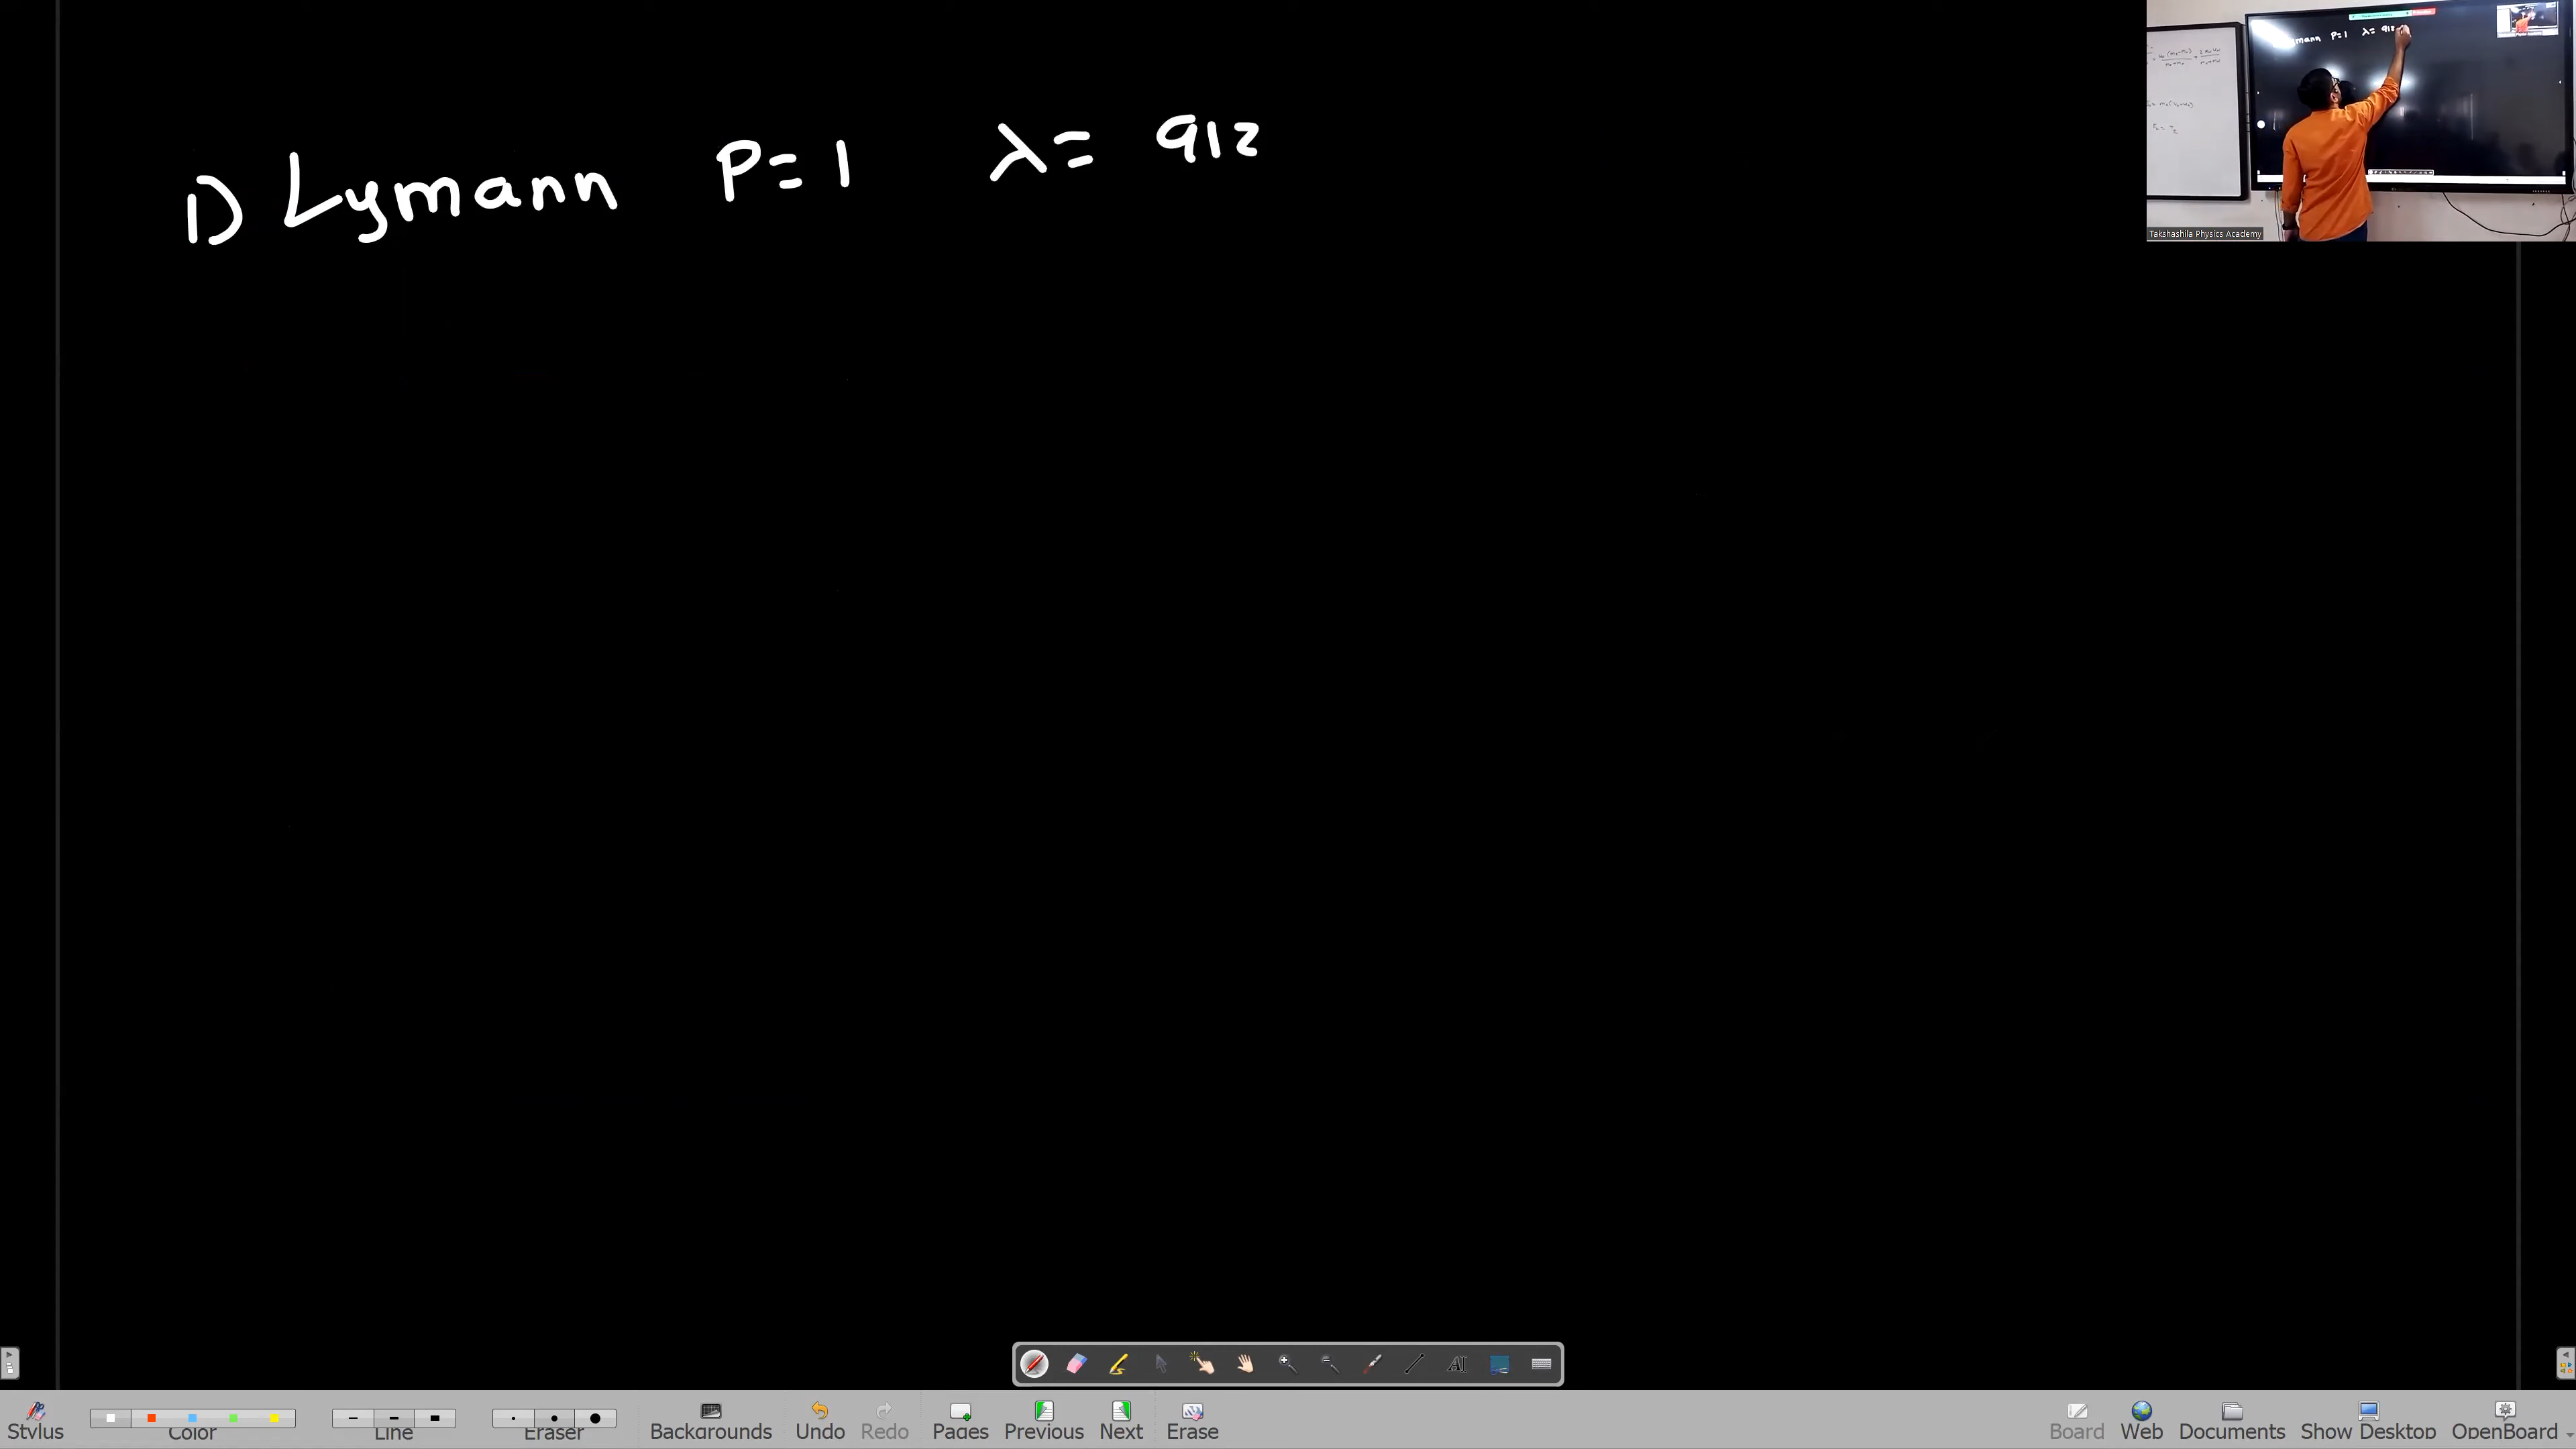 1) Lymann P=1 λ= 912
Takshashila Physics Academy
Stylus Color Line Eraser Backgrounds Undo Redo Pages Previous Next Erase Board Web Documents Show Desktop OpenBoard